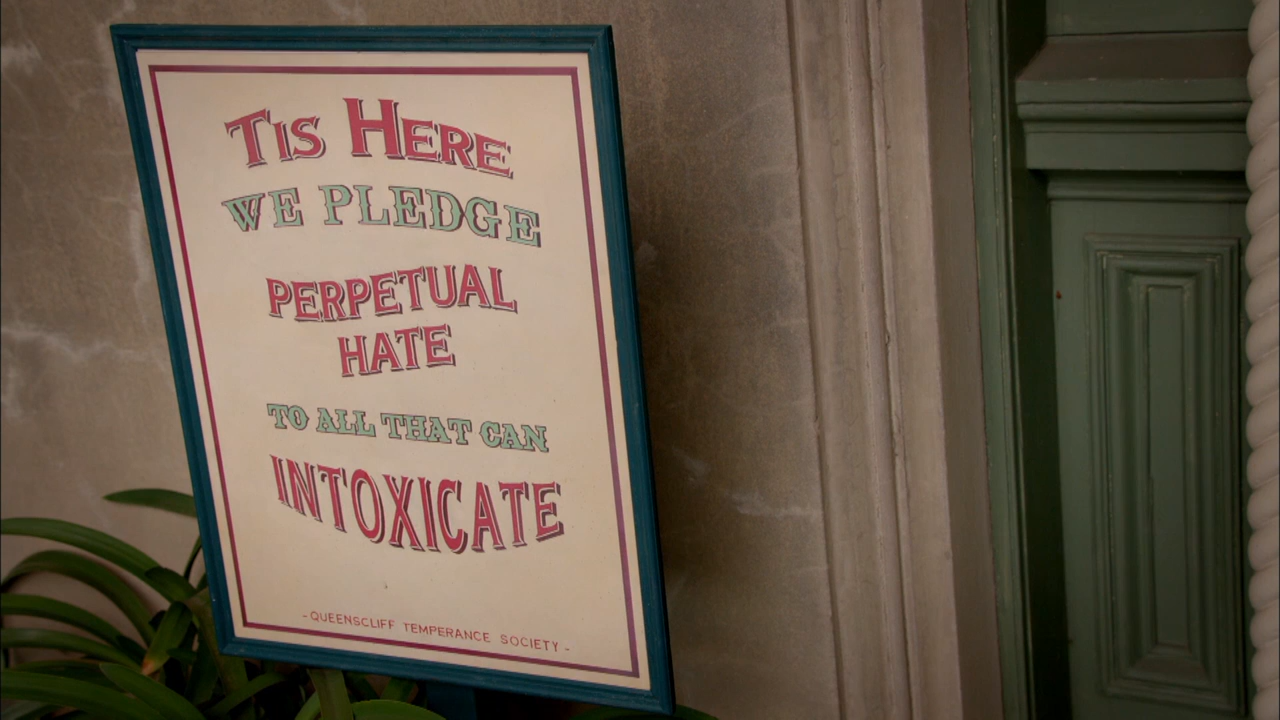 Tis Here
WE PLEDGE
PERPETUAL
HATE
TO ALL THAT CAN
INTOXICATE
- QUEENSCLIFF TEMPERANCE SOCIETY -